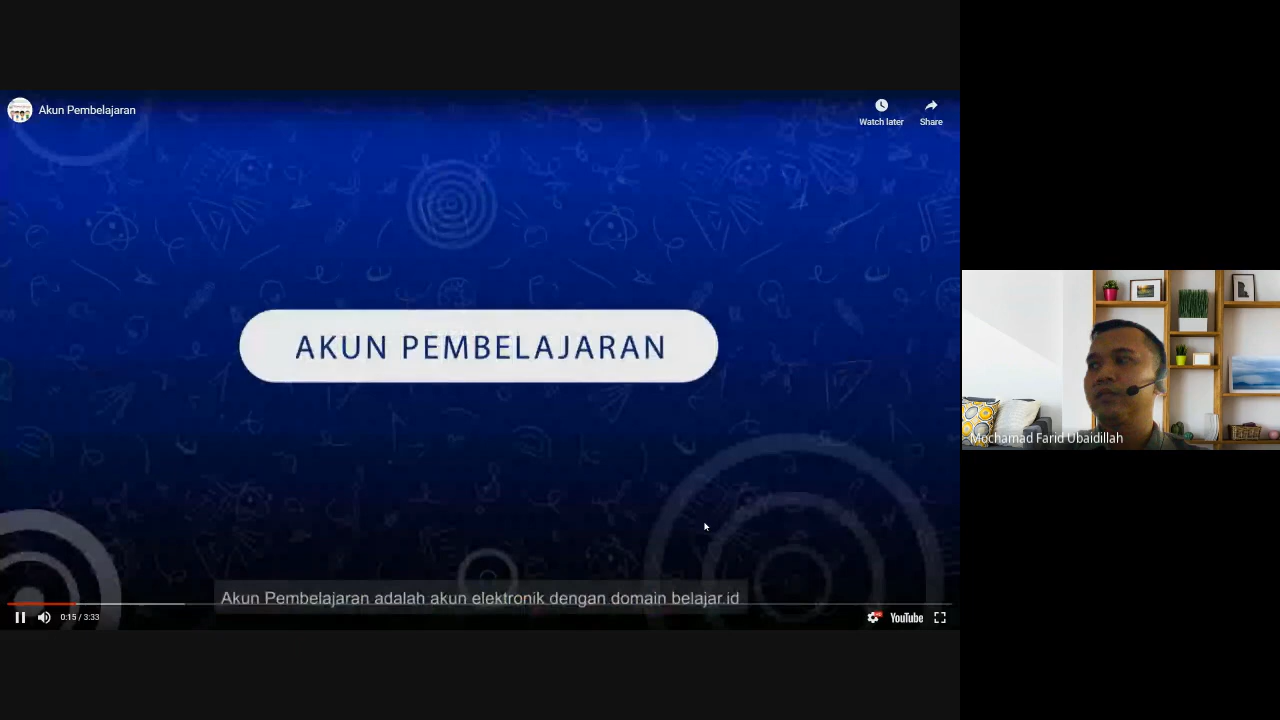 Akun Pembelajaran
Watch later
Share
AKUN PEMBELAJARAN
Akun Pembelajaran adalah akun elektronik dengan domain belajar.id
0:15 / 3:33
YouTube
Mochamad Farid Ubaidillah